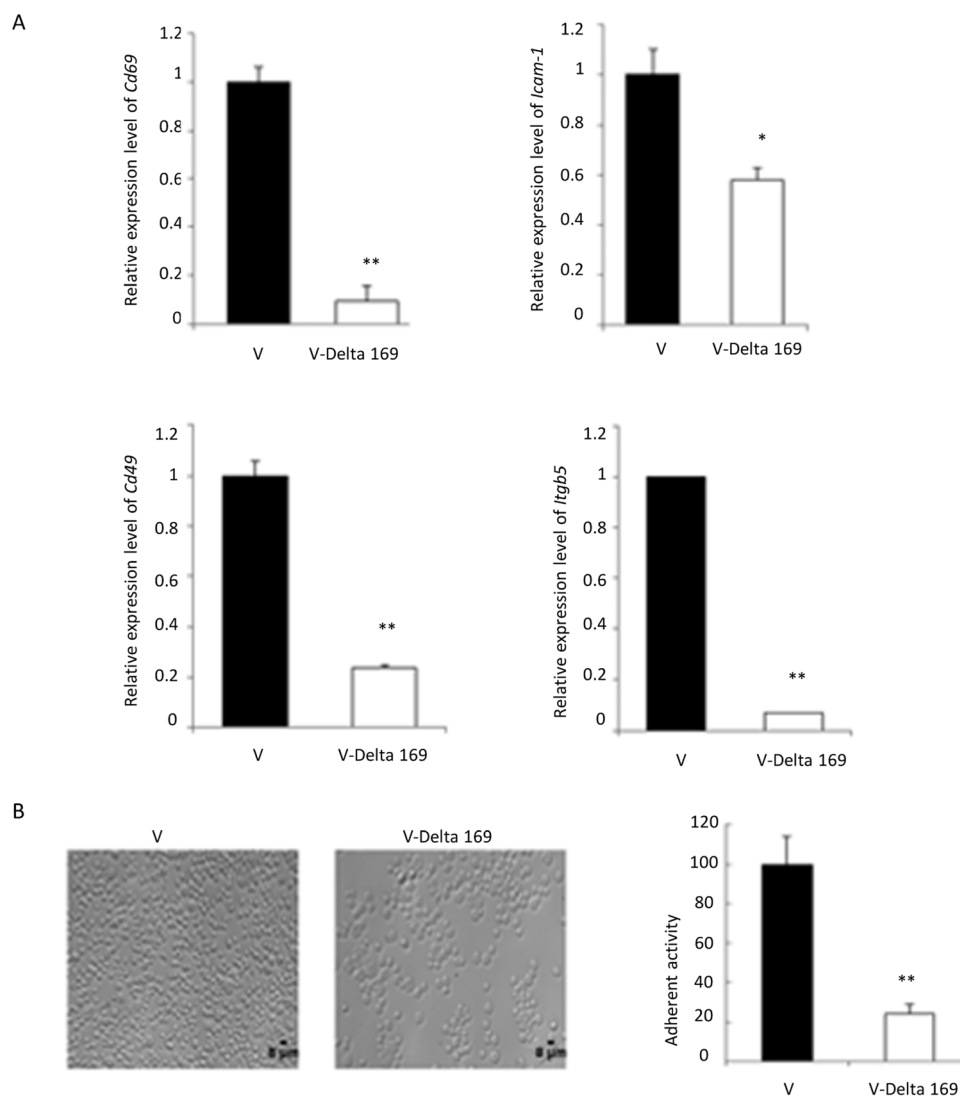 A
Relative expression level of Cd69
1.2
1
0.8
0.6
0.4
0.2
0
**
V
V-Delta 169
Relative expression level of Icam-1
1.2
1
0.8
0.6
0.4
0.2
0
*
V
V-Delta 169
Relative expression level of Cd49
1.2
1
0.8
0.6
0.4
0.2
0
**
V
V-Delta 169
Relative expression level of Itgb5
1.2
1
0.8
0.6
0.4
0.2
0
**
V
V-Delta 169
B
V
V-Delta 169
8 µm
8 µm
Adherent activity
120
100
80
60
40
20
0
**
V
V-Delta 169